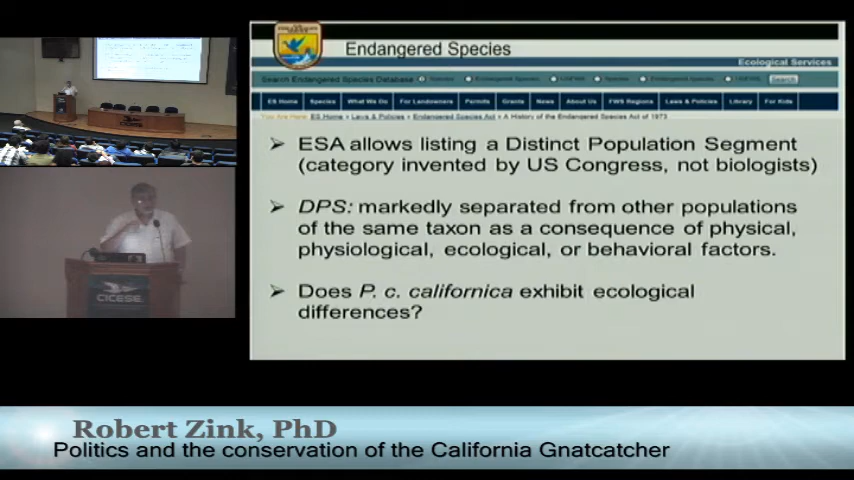 Endangered Species
Ecological Services
Search Endangered Species Database
ES Home Species What We Do For Landowners Permits Grants News About Us FWS Regions Laws & Policies Library For Kids
You Are Here: ES Home » Laws & Policies » Endangered Species Act » A History of the Endangered Species Act of 1973
➢ ESA allows listing a Distinct Population Segment
(category invented by US Congress, not biologists)
➢ DPS: markedly separated from other populations
of the same taxon as a consequence of physical,
physiological, ecological, or behavioral factors.
➢ Does P. c. californica exhibit ecological
differences?
CICESE
Robert Zink, PhD
Politics and the conservation of the California Gnatcatcher